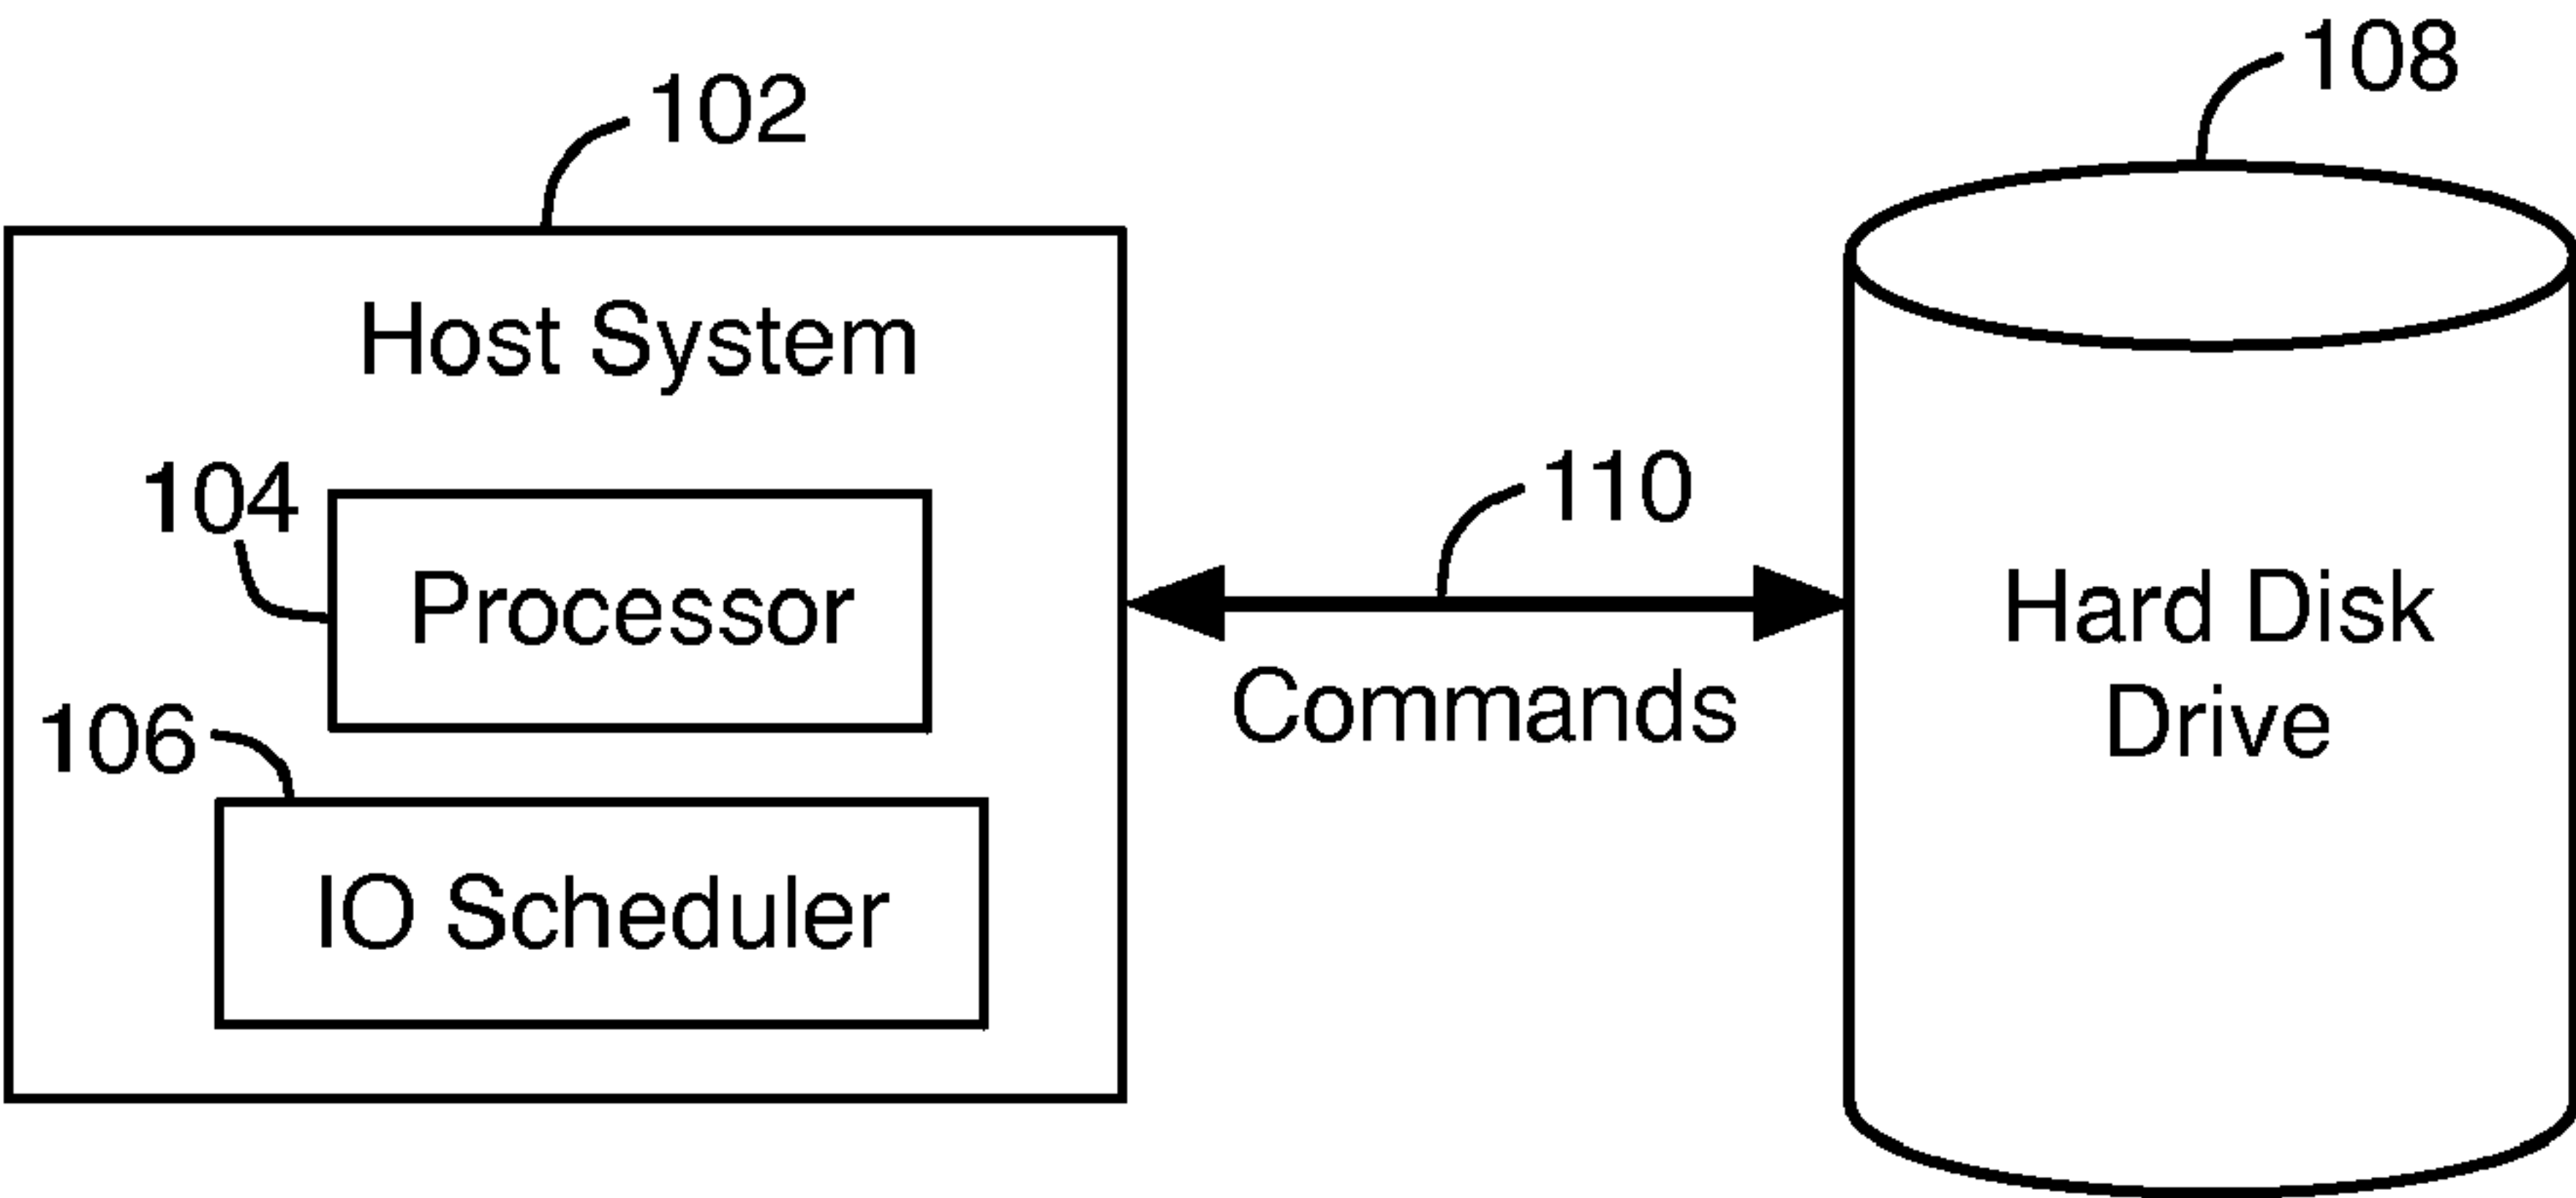 108
102
Host System
104
110
Processor
Hard Disk
Drive
Commands
106
IO Scheduler